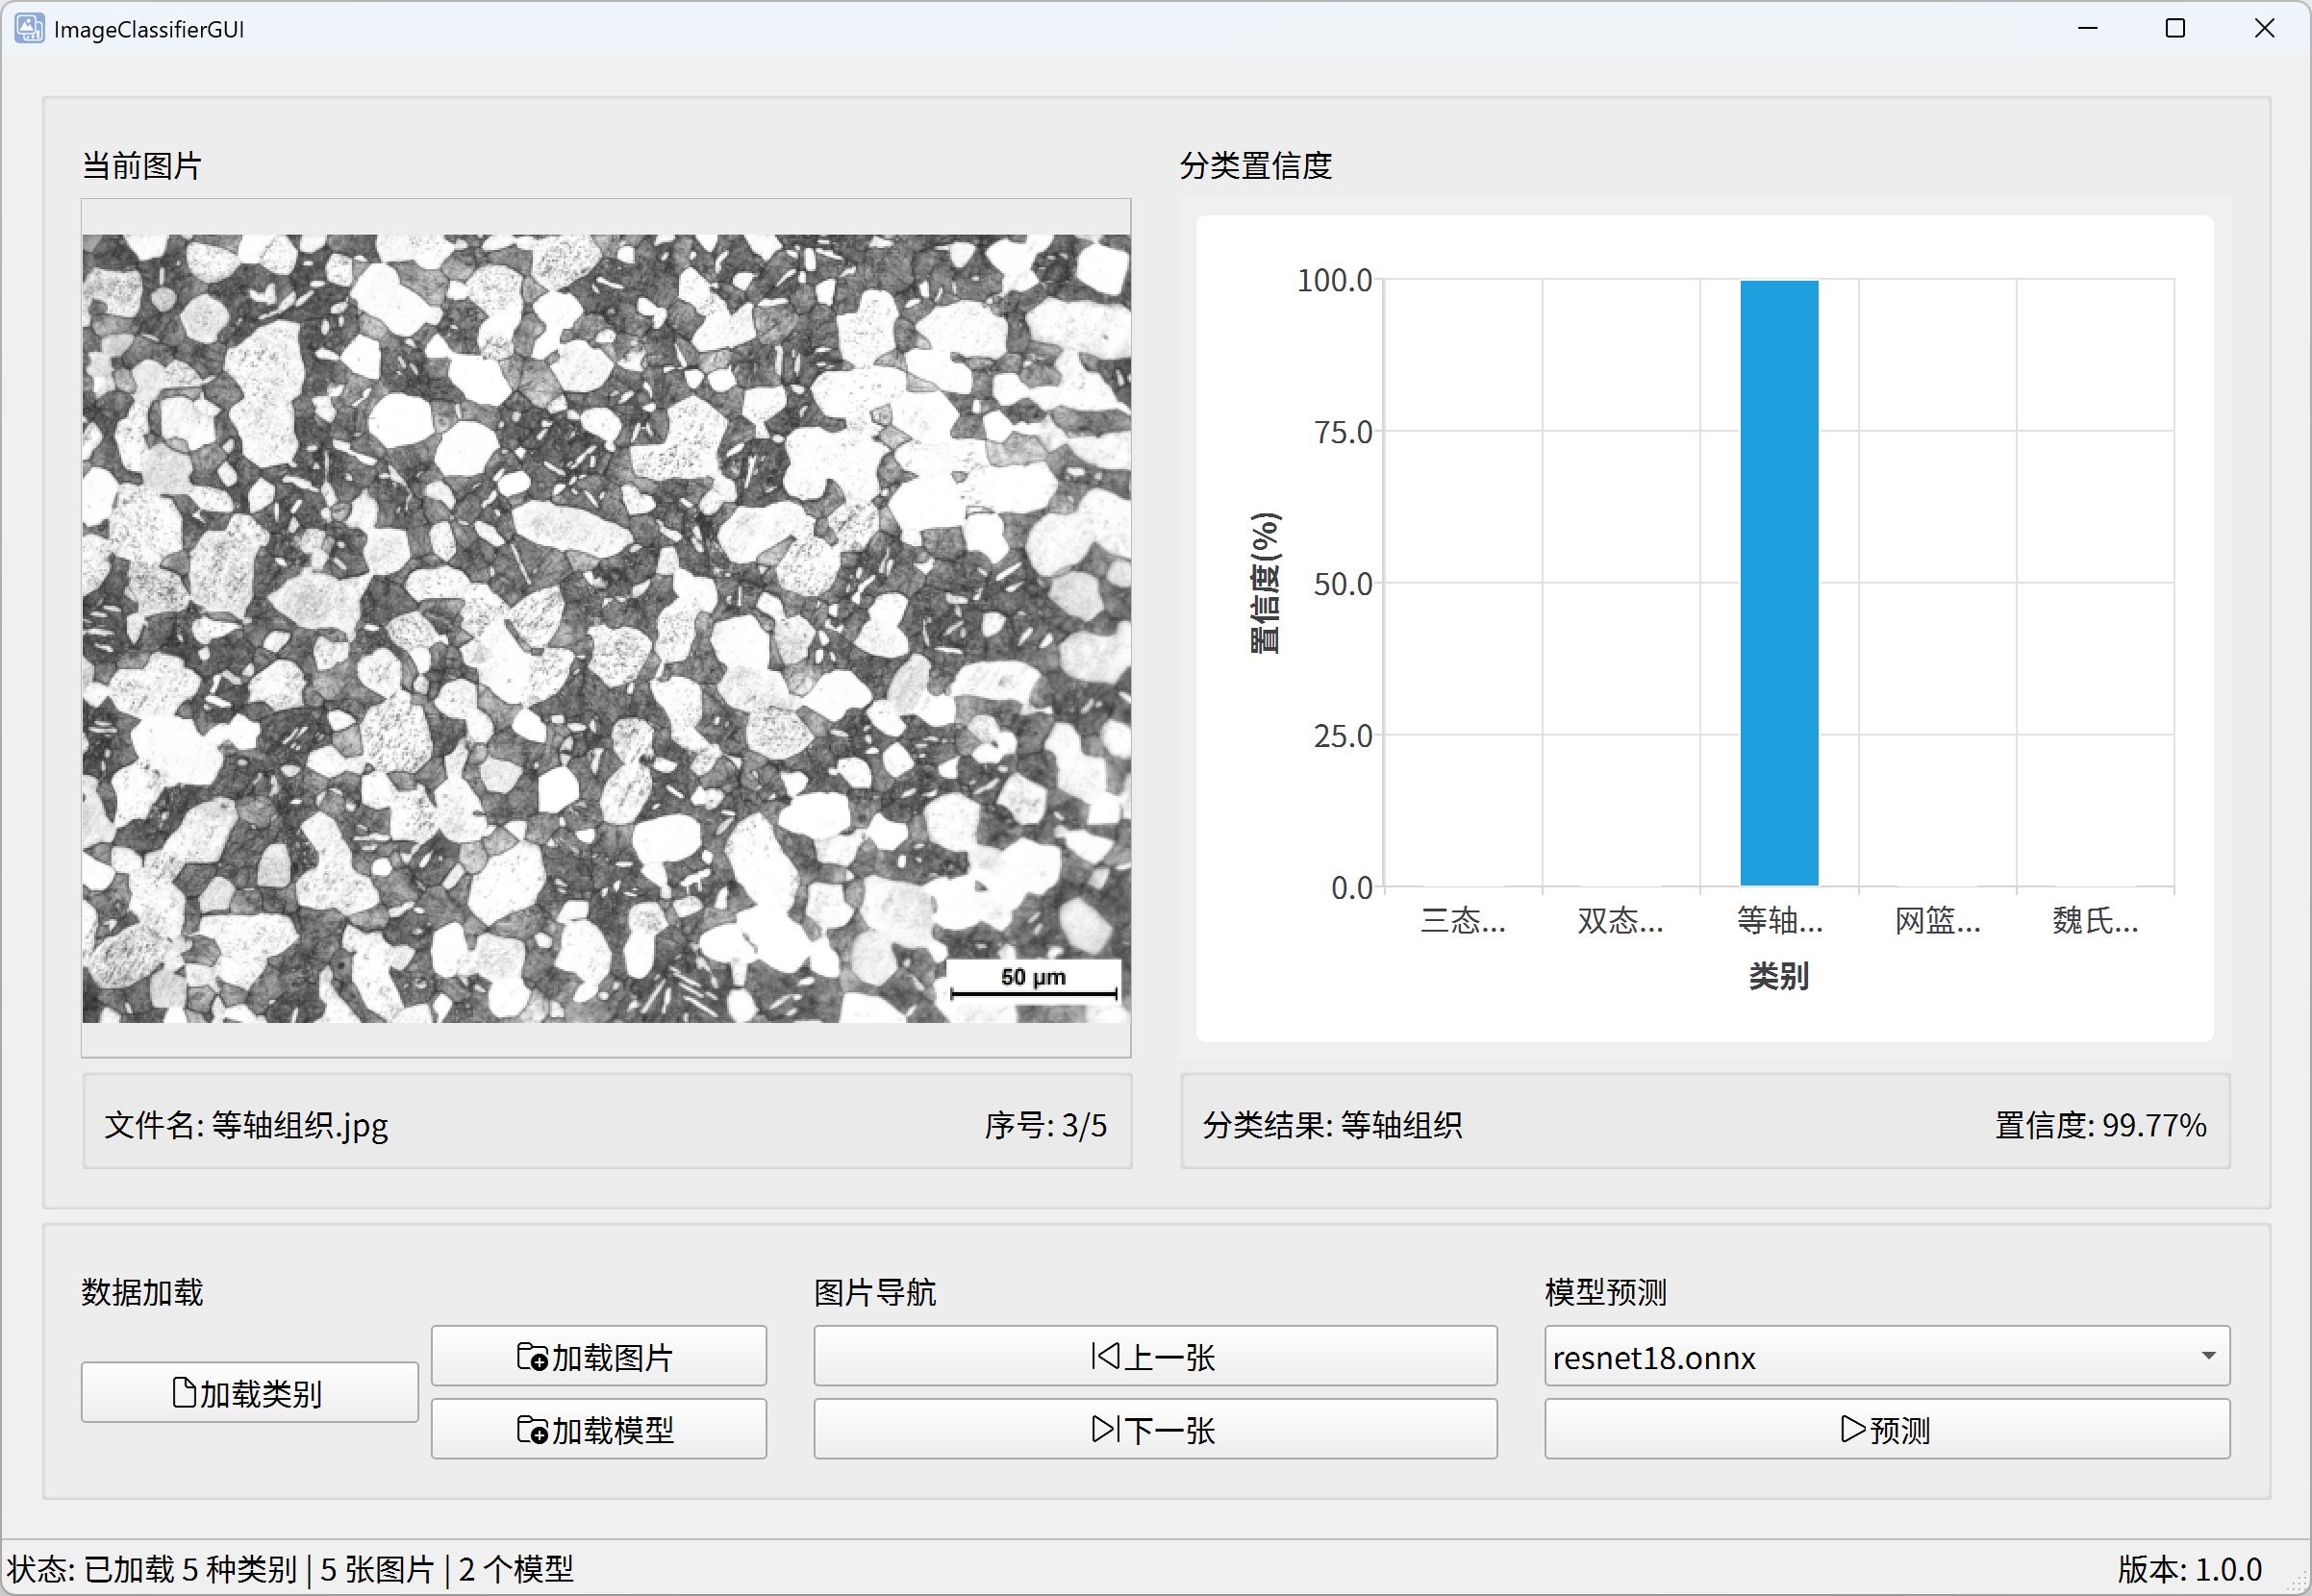 ImageClassifierGUI
当前图片
50 µm
文件名: 等轴组织.jpg
序号: 3/5
分类置信度
置信度(%)
100.0
75.0
50.0
25.0
0.0
三态...
双态...
等轴...
网篮...
魏氏...
类别
分类结果: 等轴组织
置信度: 99.77%
数据加载
加载类别
加载图片
加载模型
图片导航
上一张
下一张
模型预测
resnet18.onnx
预测
状态: 已加载 5 种类别 | 5 张图片 | 2 个模型
版本: 1.0.0